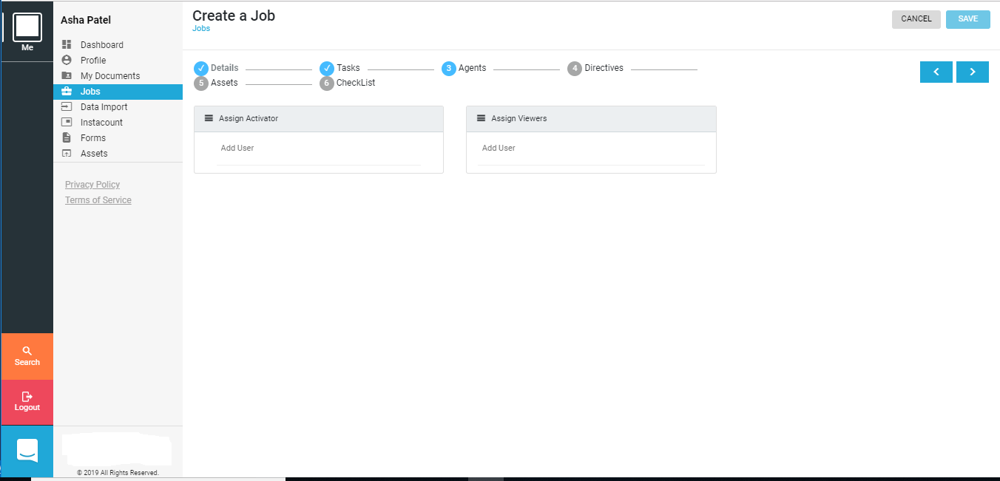 Me
Asha Patel
Dashboard
Profile
My Documents
Jobs
Data Import
Instacount
Forms
Assets
Privacy Policy
Terms of Service
Search
Logout
© 2019 All Rights Reserved.
Create a Job
Jobs
CANCEL
SAVE
Details
Tasks
3 Agents
4 Directives
5 Assets
6 CheckList
Assign Activator
Add User
Assign Viewers
Add User